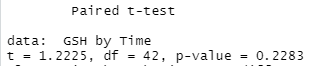 Paired t-test
data:  GSH by Time
t = 1.2225, df = 42, p-value = 0.2283